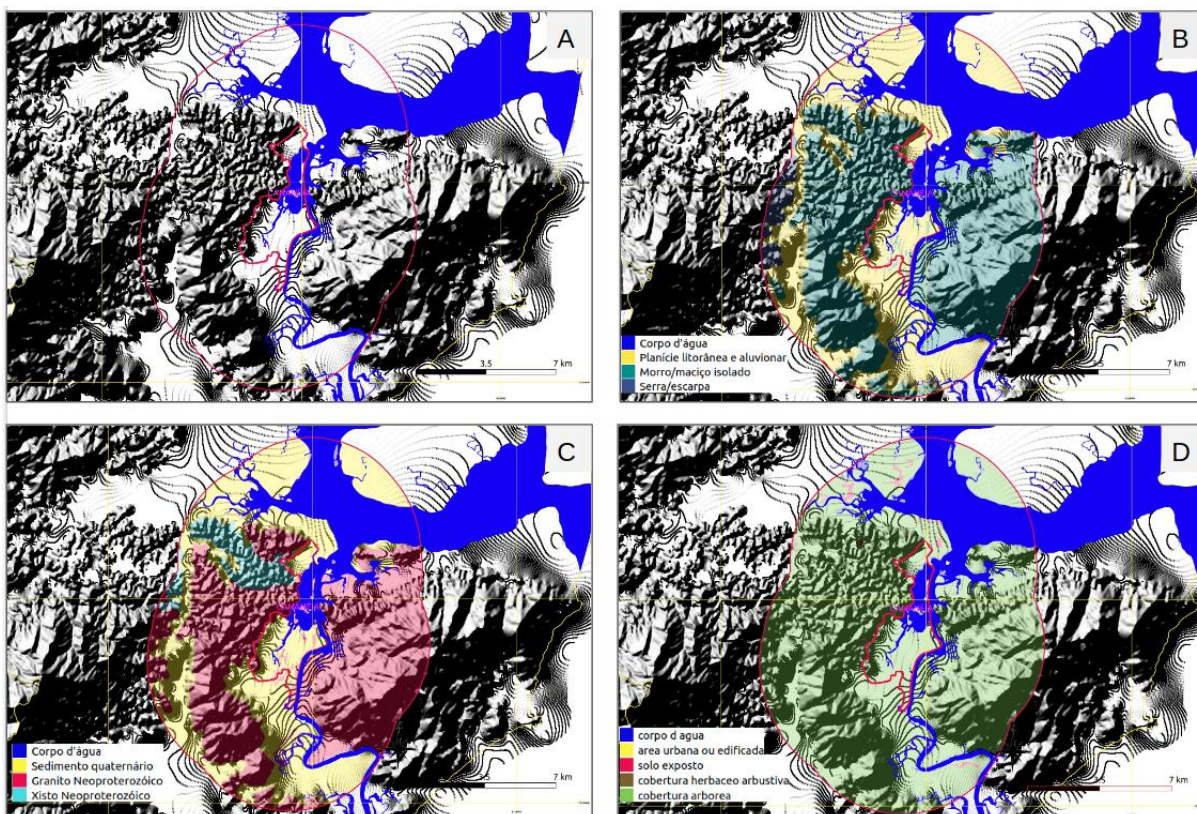 A
3.5
7 km
B
Corpo d'água
Planície litorânea e aluvionar
Morro/maciço isolado
Serra/escarpa
7 km
C
Corpo d'água
Sedimento quaternário
Granito Neoproterozóico
Xisto Neoproterozóico
7 km
D
corpo d agua
area urbana ou edificada
solo exposto
cobertura herbaceo arbustiva
cobertura arborea
7 km